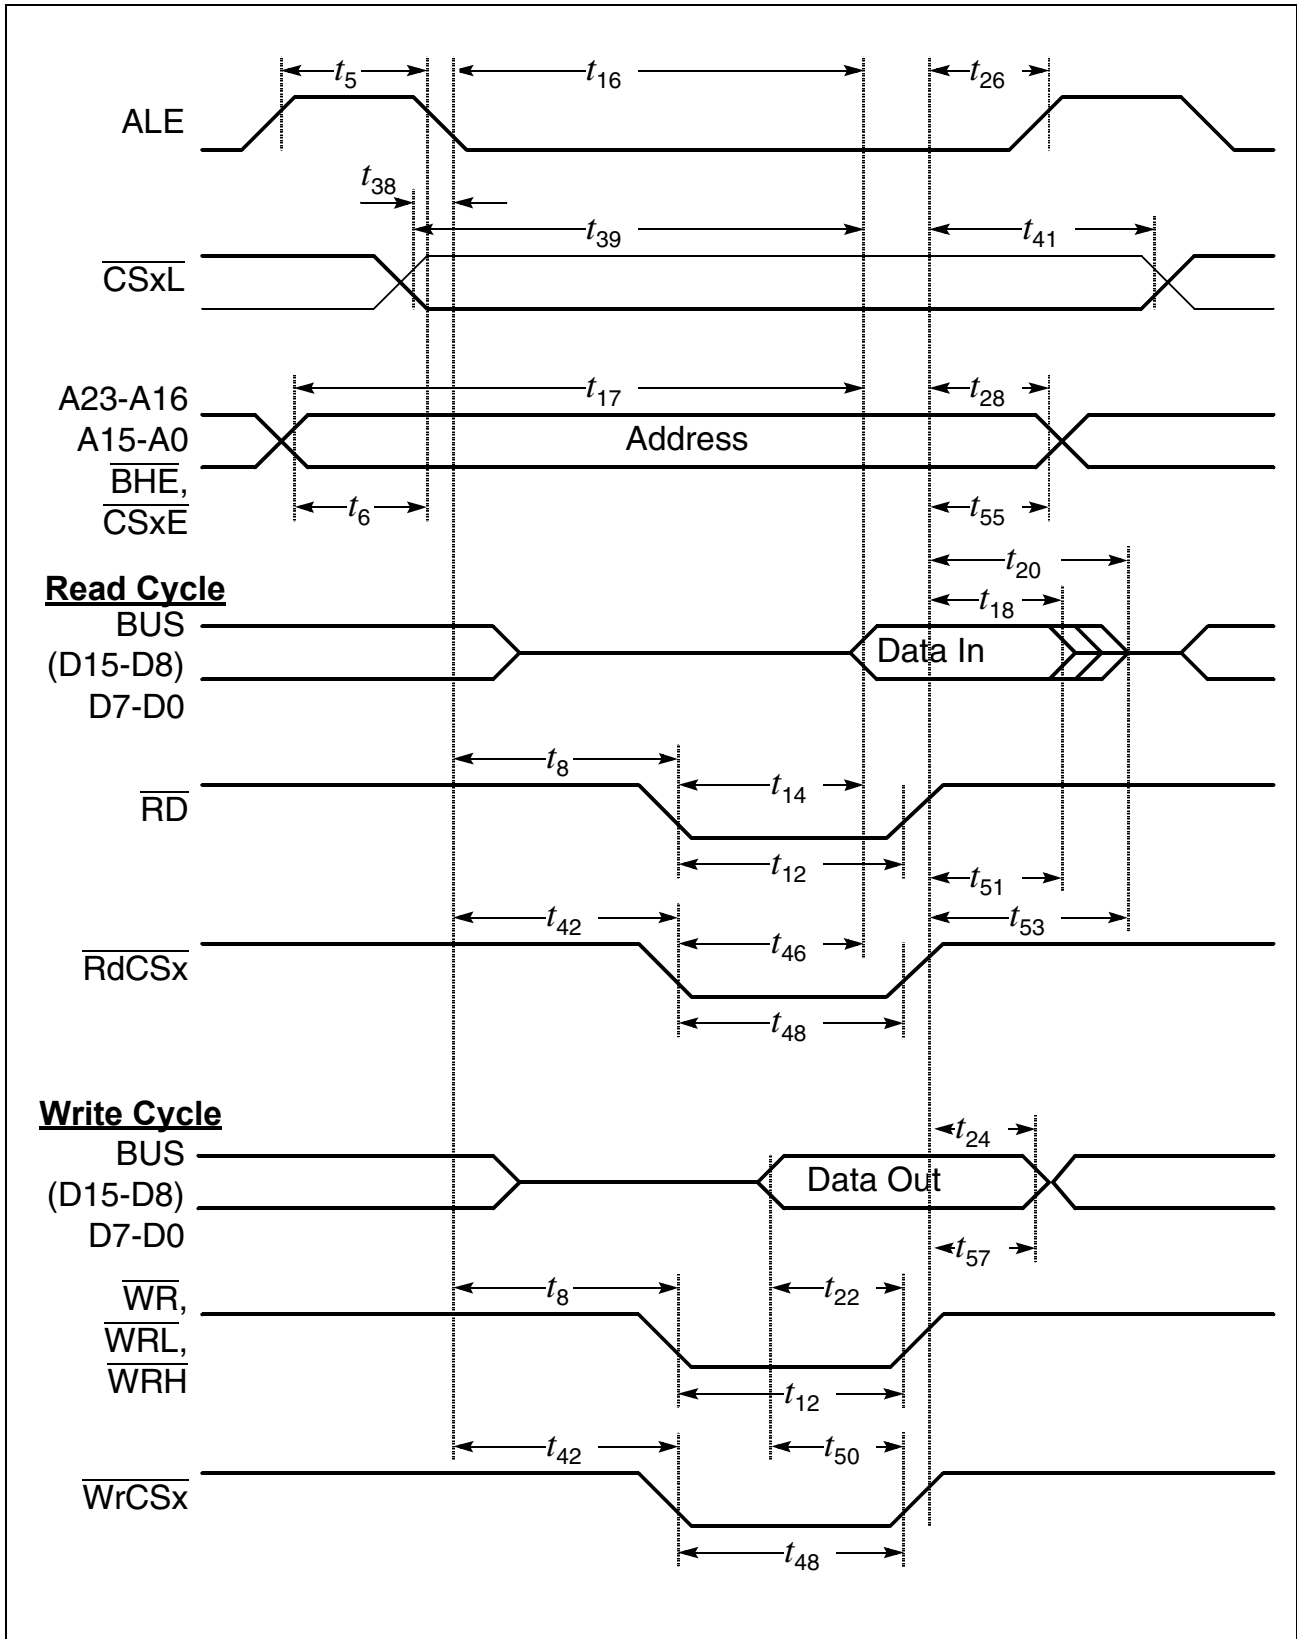 t5 t16 t26
ALE
t38
t39 t41
CSxL
t17 t28
A23-A16
A15-A0 Address
BHE,
t6 t55
CSxE
t20
Read Cycle
t18
BUS
(D15-D8) Data In
D7-D0
t8
t14
RD
t12
t51
t42 t53
t46
RdCSx
t48
Write Cycle
t24
BUS
(D15-D8) Data Out
D7-D0
t57
WR, t8 t22
WRL,
WRH
t12
t42 t50
WrCSx
t48